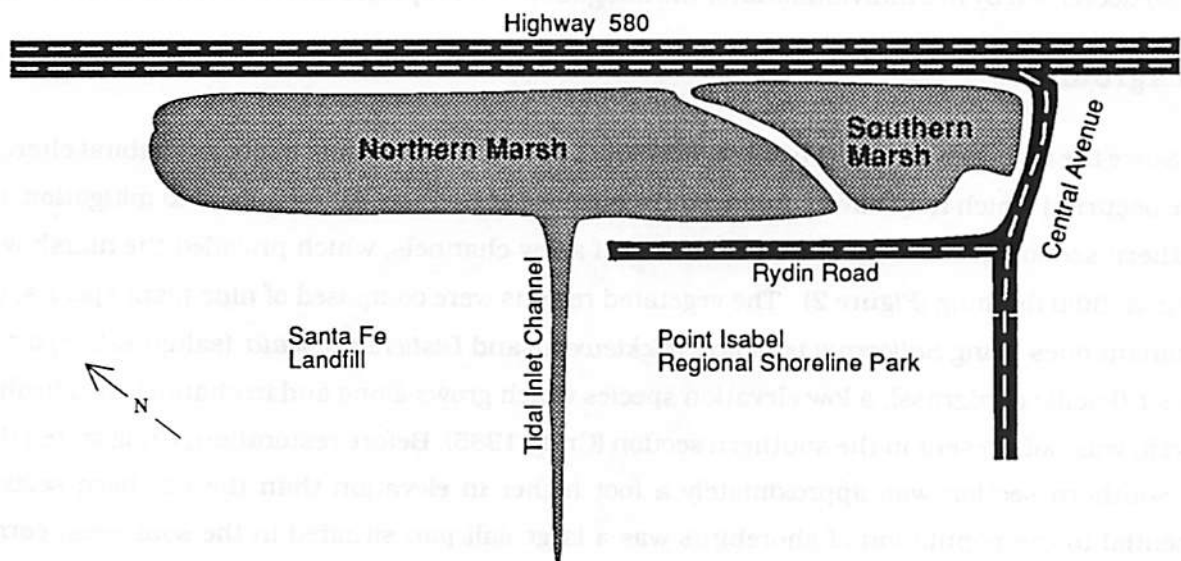 Highway 580
Northern Marsh
Southern
Marsh
Central Avenue
Rydin Road
Tidal Inlet Channel
Santa Fe
Landfill
Point Isabel
Regional Shoreline Park
N